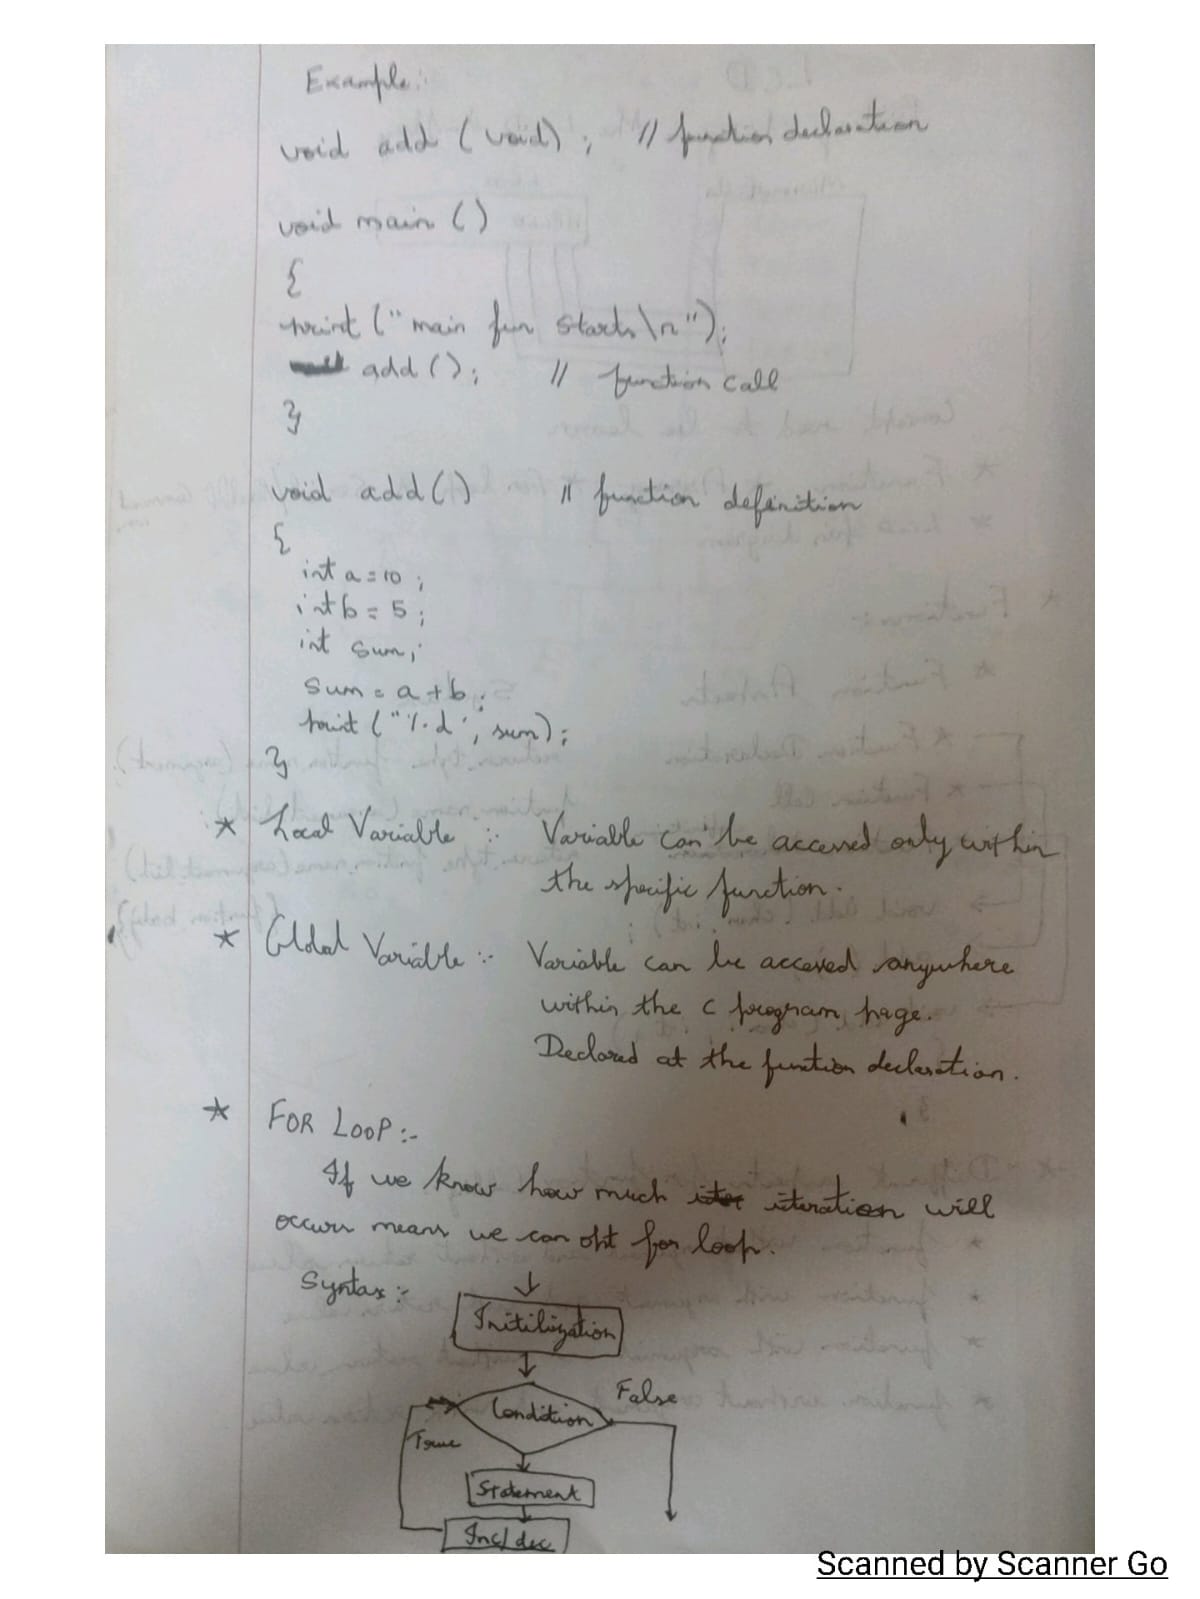 Example:
void add (void) ; // function declaration
void main ()
{
print (" main fun starts \n");
add () ; // function call
}
void add () // function definition
{
int a = 10 ;
int b = 5 ;
int sum ;
sum = a + b ;
print (" %d ", sum) ;
}
* Local Variable :- Variable can be accessed only within
the specific function.
* Global Variable :- Variable can be accessed anywhere
within the C program page.
Declared at the function declaration.
* FOR LOOP :-
If we know how much iteration will
occurs means we can opt for loop.
Syntax :-
Initilization
Condition
False
True
Statement
Inc/dec
Scanned by Scanner Go